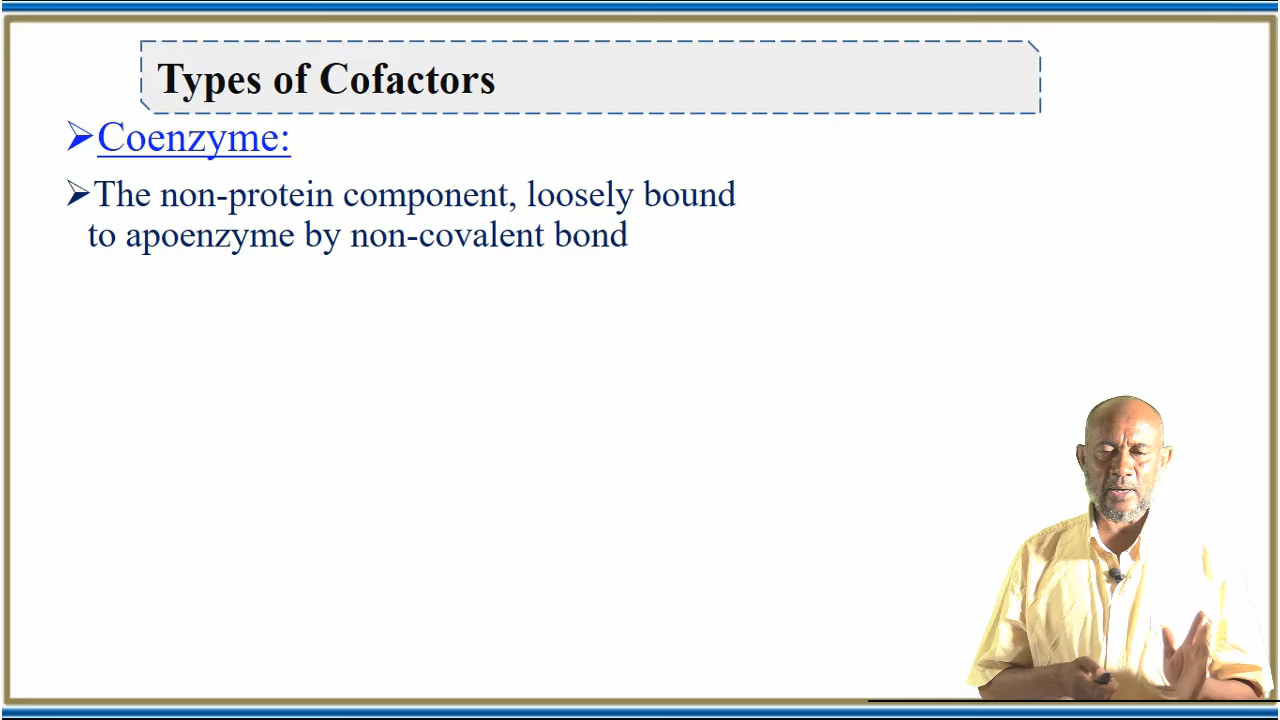 Types of Cofactors
➢Coenzyme:
➢The non-protein component, loosely bound
to apoenzyme by non-covalent bond